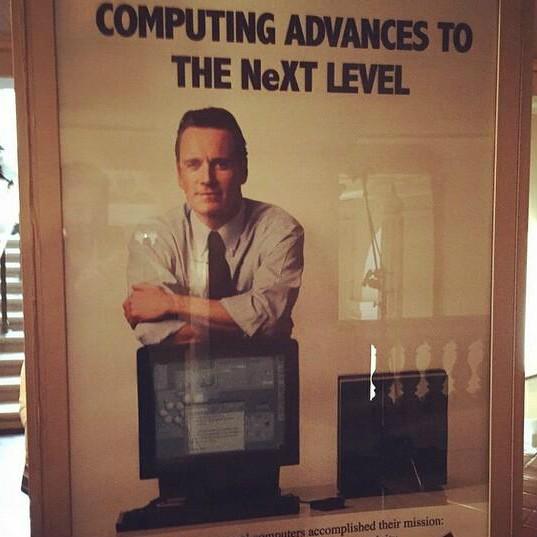 COMPUTING ADVANCES TO
THE NeXT LEVEL
computers accomplished their mission: